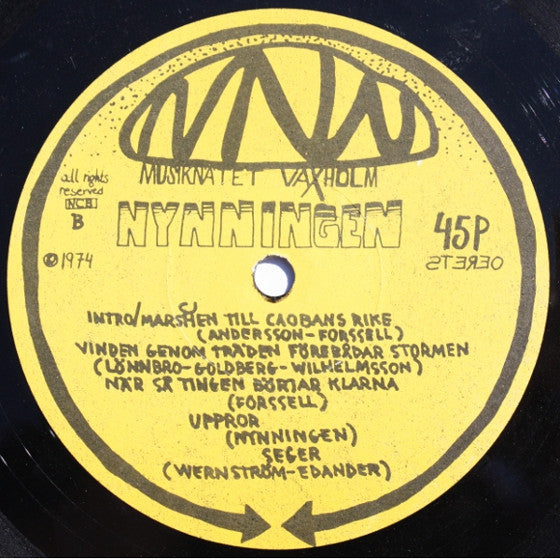 MNW
MUSIKNÄTET VAXHOLM
all rights
reserved
NCB
B
NYNNINGEN
45P
℗1974
STEREO
INTRO/MARSCHEN TILL CAOBANS RIKE
(ANDERSSON-FORSSELL)
VINDEN GENOM TRÄDEN FÖREBÅDAR STORMEN
(LÖNNBRO-GOLDBERG-WILHELMSSON)
NÄR SÅ TINGEN BÖRJAR KLARNA
(FORSSELL)
UPPROR
(NYNNINGEN)
SEGER
(WERNSTRÖM-EDANDER)